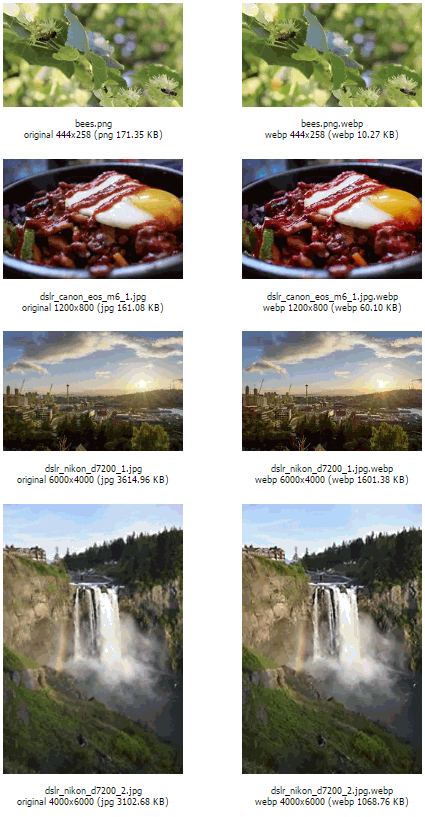 bees.png
original 444x258 (png 171.35 KB)
bees.png.webp
webp 444x258 (webp 10.27 KB)
dslr_canon_eos_m6_1.jpg
original 1200x800 (jpg 161.08 KB)
dslr_canon_eos_m6_1.jpg.webp
webp 1200x800 (webp 60.10 KB)
dslr_nikon_d7200_1.jpg
original 6000x4000 (jpg 3614.96 KB)
dslr_nikon_d7200_1.jpg.webp
webp 6000x4000 (webp 1601.38 KB)
dslr_nikon_d7200_2.jpg
original 4000x6000 (jpg 3102.68 KB)
dslr_nikon_d7200_2.jpg.webp
webp 4000x6000 (webp 1068.76 KB)